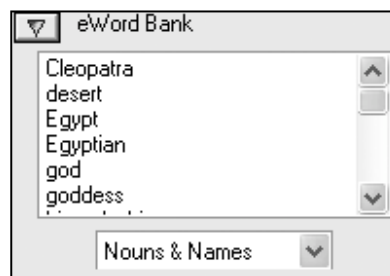 eWord Bank
Cleopatra
desert
Egypt
Egyptian
god
goddess
Nouns & Names